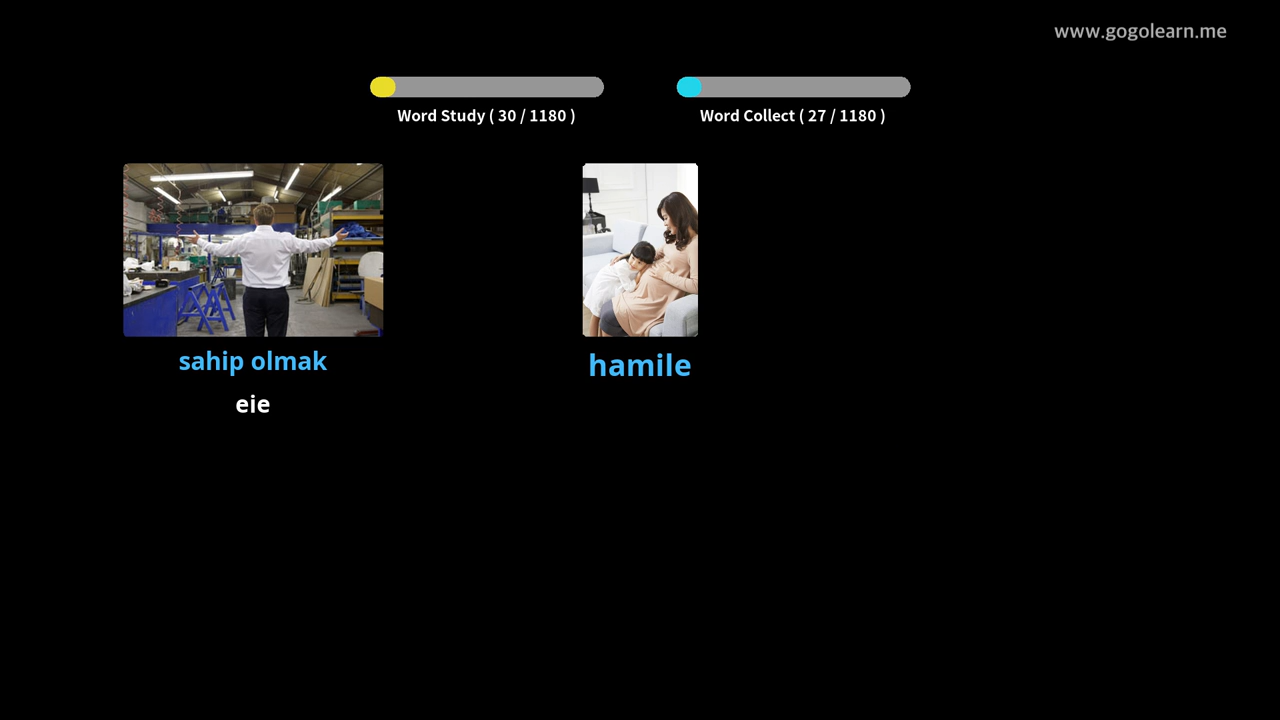 www.gogolearn.me
Word Study ( 30 / 1180 )
Word Collect ( 27 / 1180 )
sahip olmak
eie
hamile